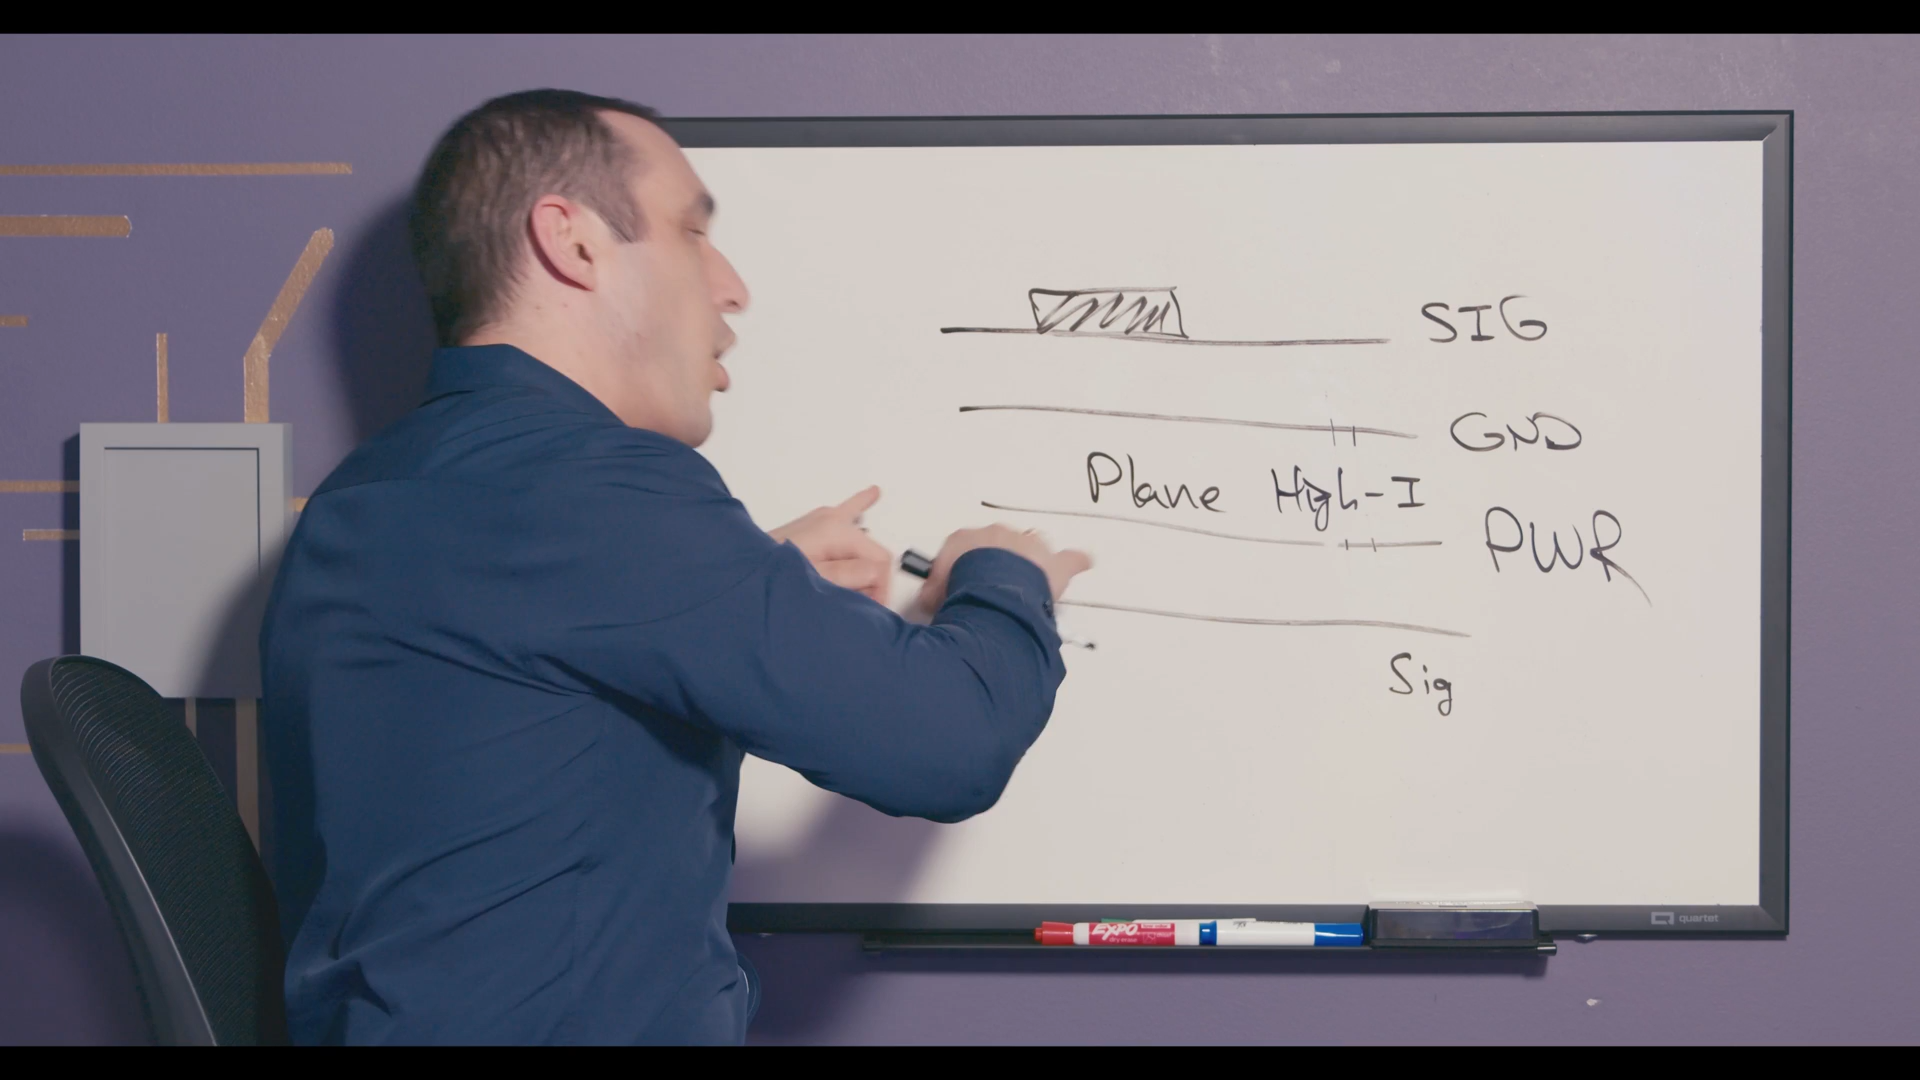 SIG
GND
Plane High-I
PWR
Sig
EXPO
quartet